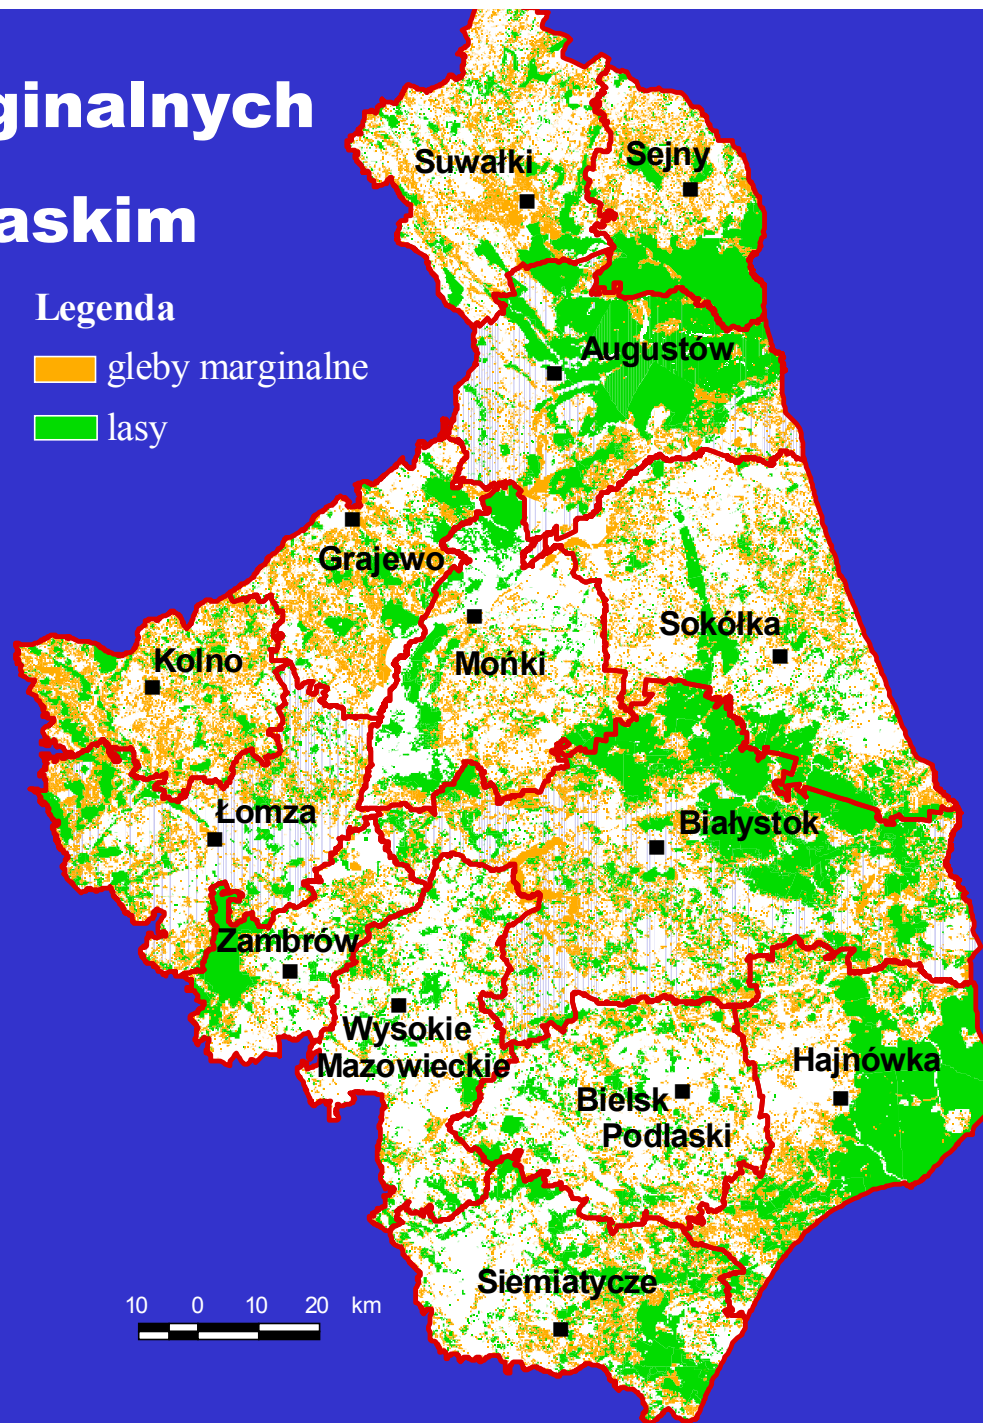 ginalnych
askim
Legenda
gleby marginalne
lasy
Suwałki
Sejny
Augustów
Grajewo
Kolno
Mońki
Sokółka
Łomza
Białystok
Zambrów
Wysokie
Mazowieckie
Hajnówka
Bielsk
Podlaski
Siemiatycze
10 0 10 20 km